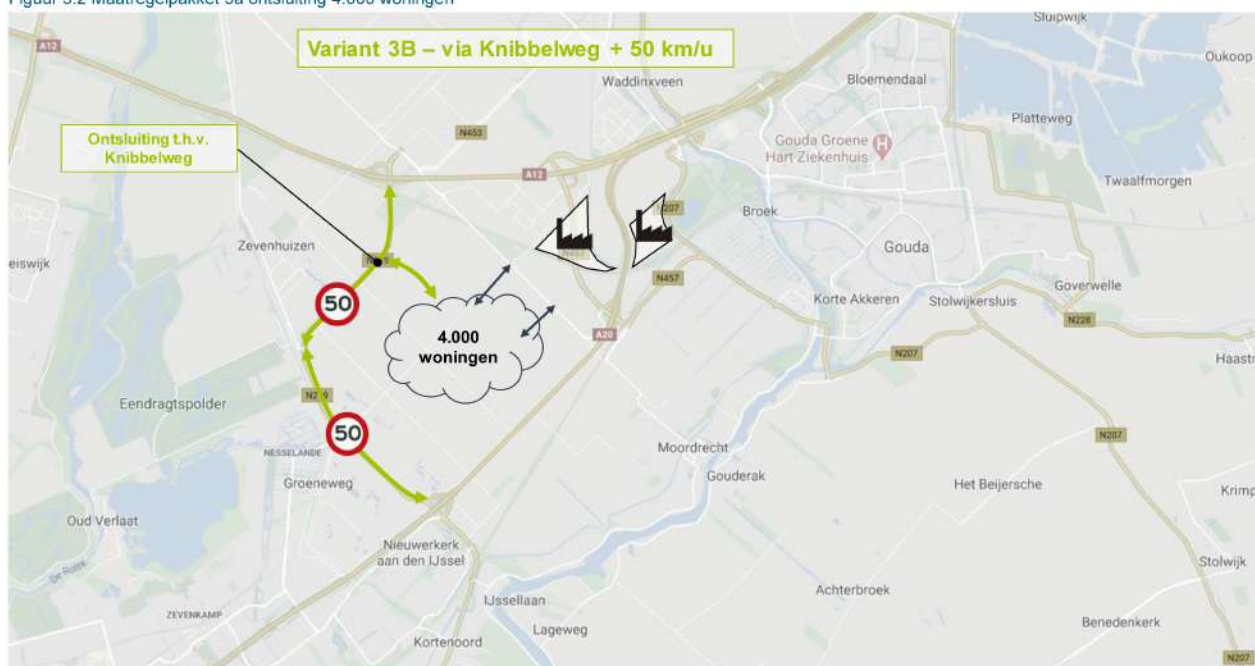 Figuur 3.2 Maatregelpakket 3a ontsluiting 4.000 woningen
Variant 3B – via Knibbelweg + 50 km/u
Sluipwijk
A12
Oukoop
Waddinxveen
Bloemendaal
Platteweg
N453
Ontsluiting t.h.v.
Knibbelweg
Gouda Groene
Hart Ziekenhuis
H
A12
Twaalfmorgen
N207
Broek
Zevenhuizen
Gouda
eiswijk
N457
Goverwelle
50
Korte Akkeren
Stolwijkersluis
N228
4.000
woningen
A20
N207
Haastr
Eendragtspolder
50
N207
NESSELANDE
Moordrecht
Gouderak
Groeneweg
Het Beijersche
Krimp
Oud Verlaat
Nieuwerkerk
aan den IJssel
Stolwijk
De Rotte
Achterbroek
IJssellaan
ZEVENKAMP
Lageweg
Benedenkerk
Kortenoord
N207